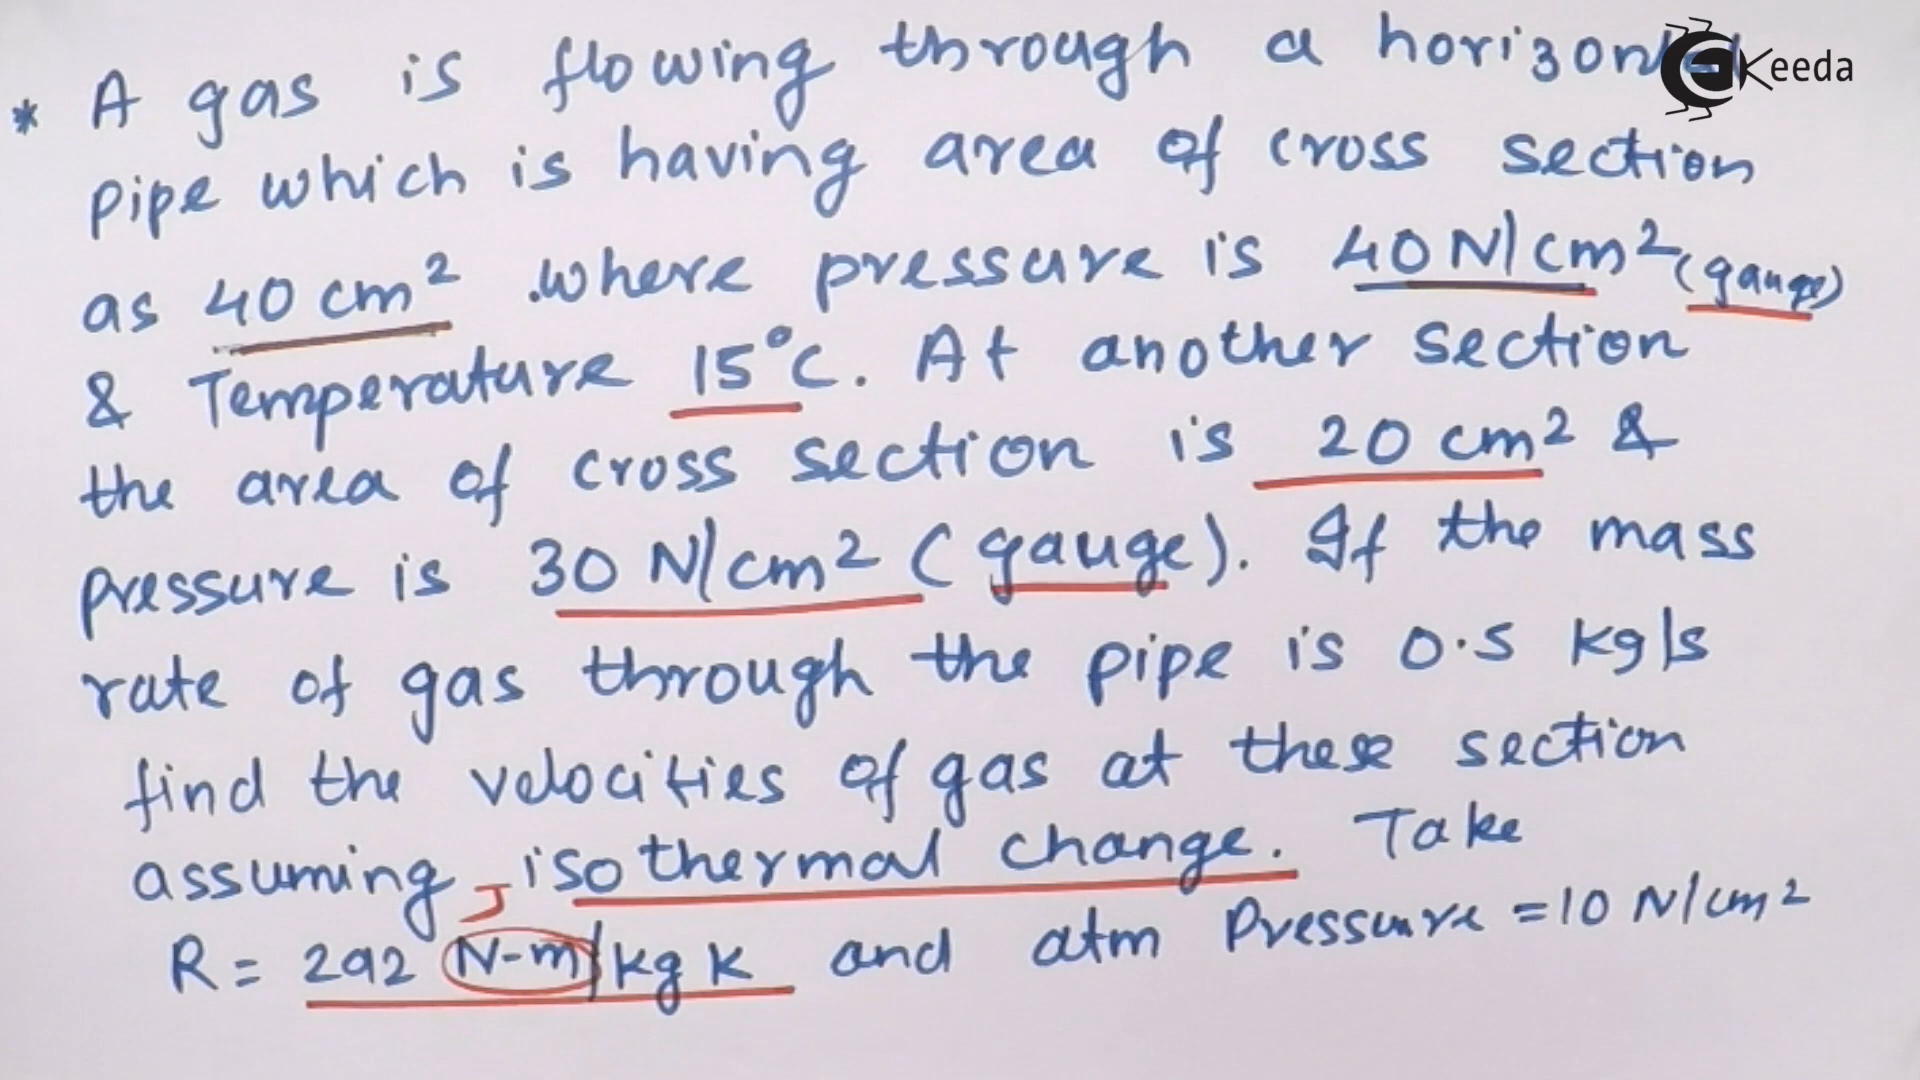 * A gas is flowing through a horizontal
Keeda
pipe which is having area of cross section
as 40 cm² where pressure is 40 N/cm² (gauge)
& Temperature 15°C. At another section
the area of cross section is 20 cm² &
pressure is 30 N/cm² (gauge). If the mass
rate of gas through the pipe is 0.5 kg/s
find the velocities of gas at these section
assuming isothermal change. Take
J
R = 292 N-m/kg K and atm Pressure = 10 N/cm²